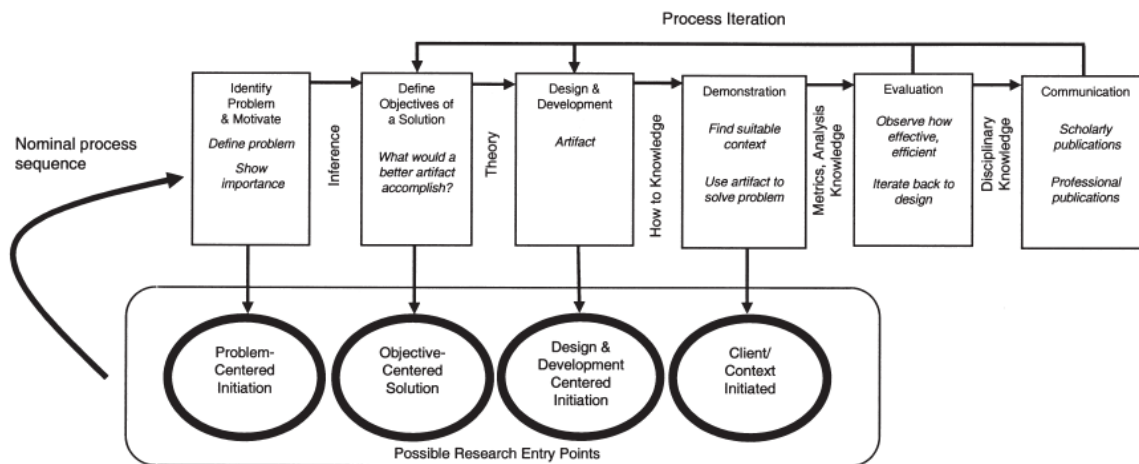 Process Iteration
Nominal process
sequence
Identify
Problem
& Motivate
Define problem
Show
importance
Inference
Define
Objectives of
a Solution
What would a
better artifact
accomplish?
Theory
Design &
Development
Artifact
How to Knowledge
Demonstration
Find suitable
context
Use artifact to
solve problem
Metrics, Analysis
Knowledge
Evaluation
Observe how
effective,
efficient
Iterate back to
design
Disciplinary
Knowledge
Communication
Scholarly
publications
Professional
publications
Problem-
Centered
Initiation
Objective-
Centered
Solution
Design &
Development
Centered
Initiation
Client/
Context
Initiated
Possible Research Entry Points